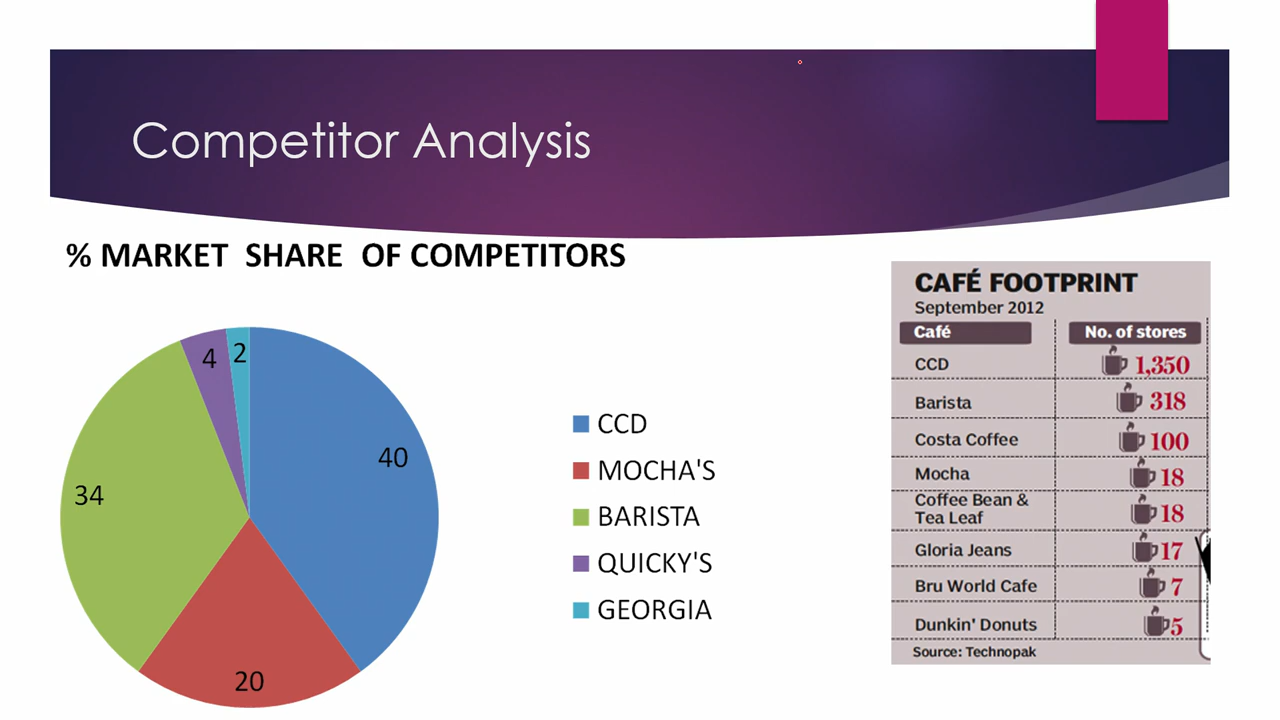 Competitor Analysis
% MARKET SHARE OF COMPETITORS
4
2
40
34
20
CCD
MOCHA'S
BARISTA
QUICKY'S
GEORGIA
CAFÉ FOOTPRINT
September 2012
Café No. of stores
CCD 1,350
Barista 318
Costa Coffee 100
Mocha 18
Coffee Bean &
Tea Leaf 18
Gloria Jeans 17
Bru World Cafe 7
Dunkin' Donuts 5
Source: Technopak